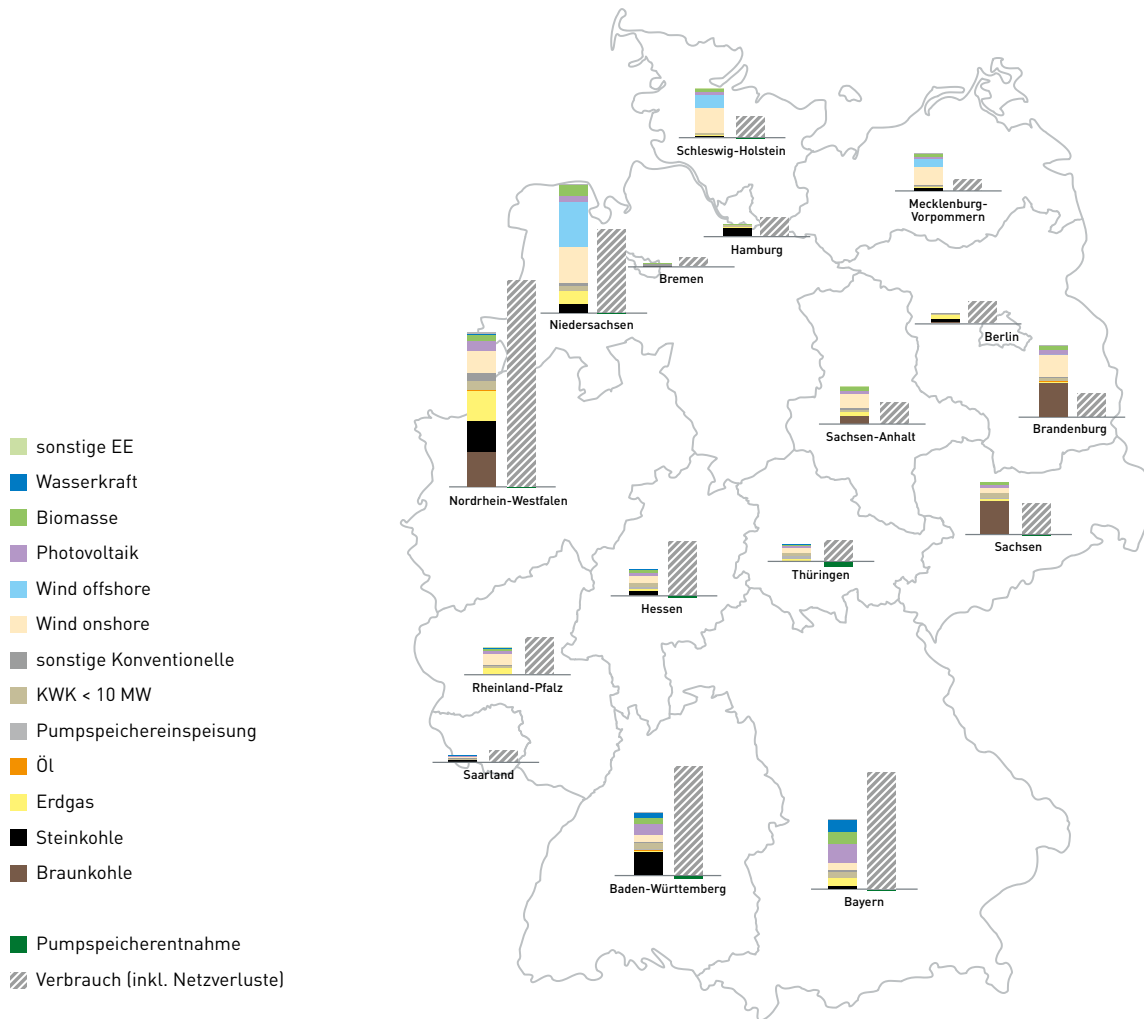 Schleswig-Holstein
Mecklenburg-
Vorpommern
Hamburg
Bremen
Niedersachsen
Berlin
Brandenburg
Sachsen-Anhalt
Nordrhein-Westfalen
Sachsen
Thüringen
Hessen
Rheinland-Pfalz
Saarland
Baden-Württemberg
Bayern
sonstige EE
Wasserkraft
Biomasse
Photovoltaik
Wind offshore
Wind onshore
sonstige Konventionelle
KWK < 10 MW
Pumpspeichereinspeisung
Öl
Erdgas
Steinkohle
Braunkohle
Pumpspeicherentnahme
Verbrauch (inkl. Netzverluste)